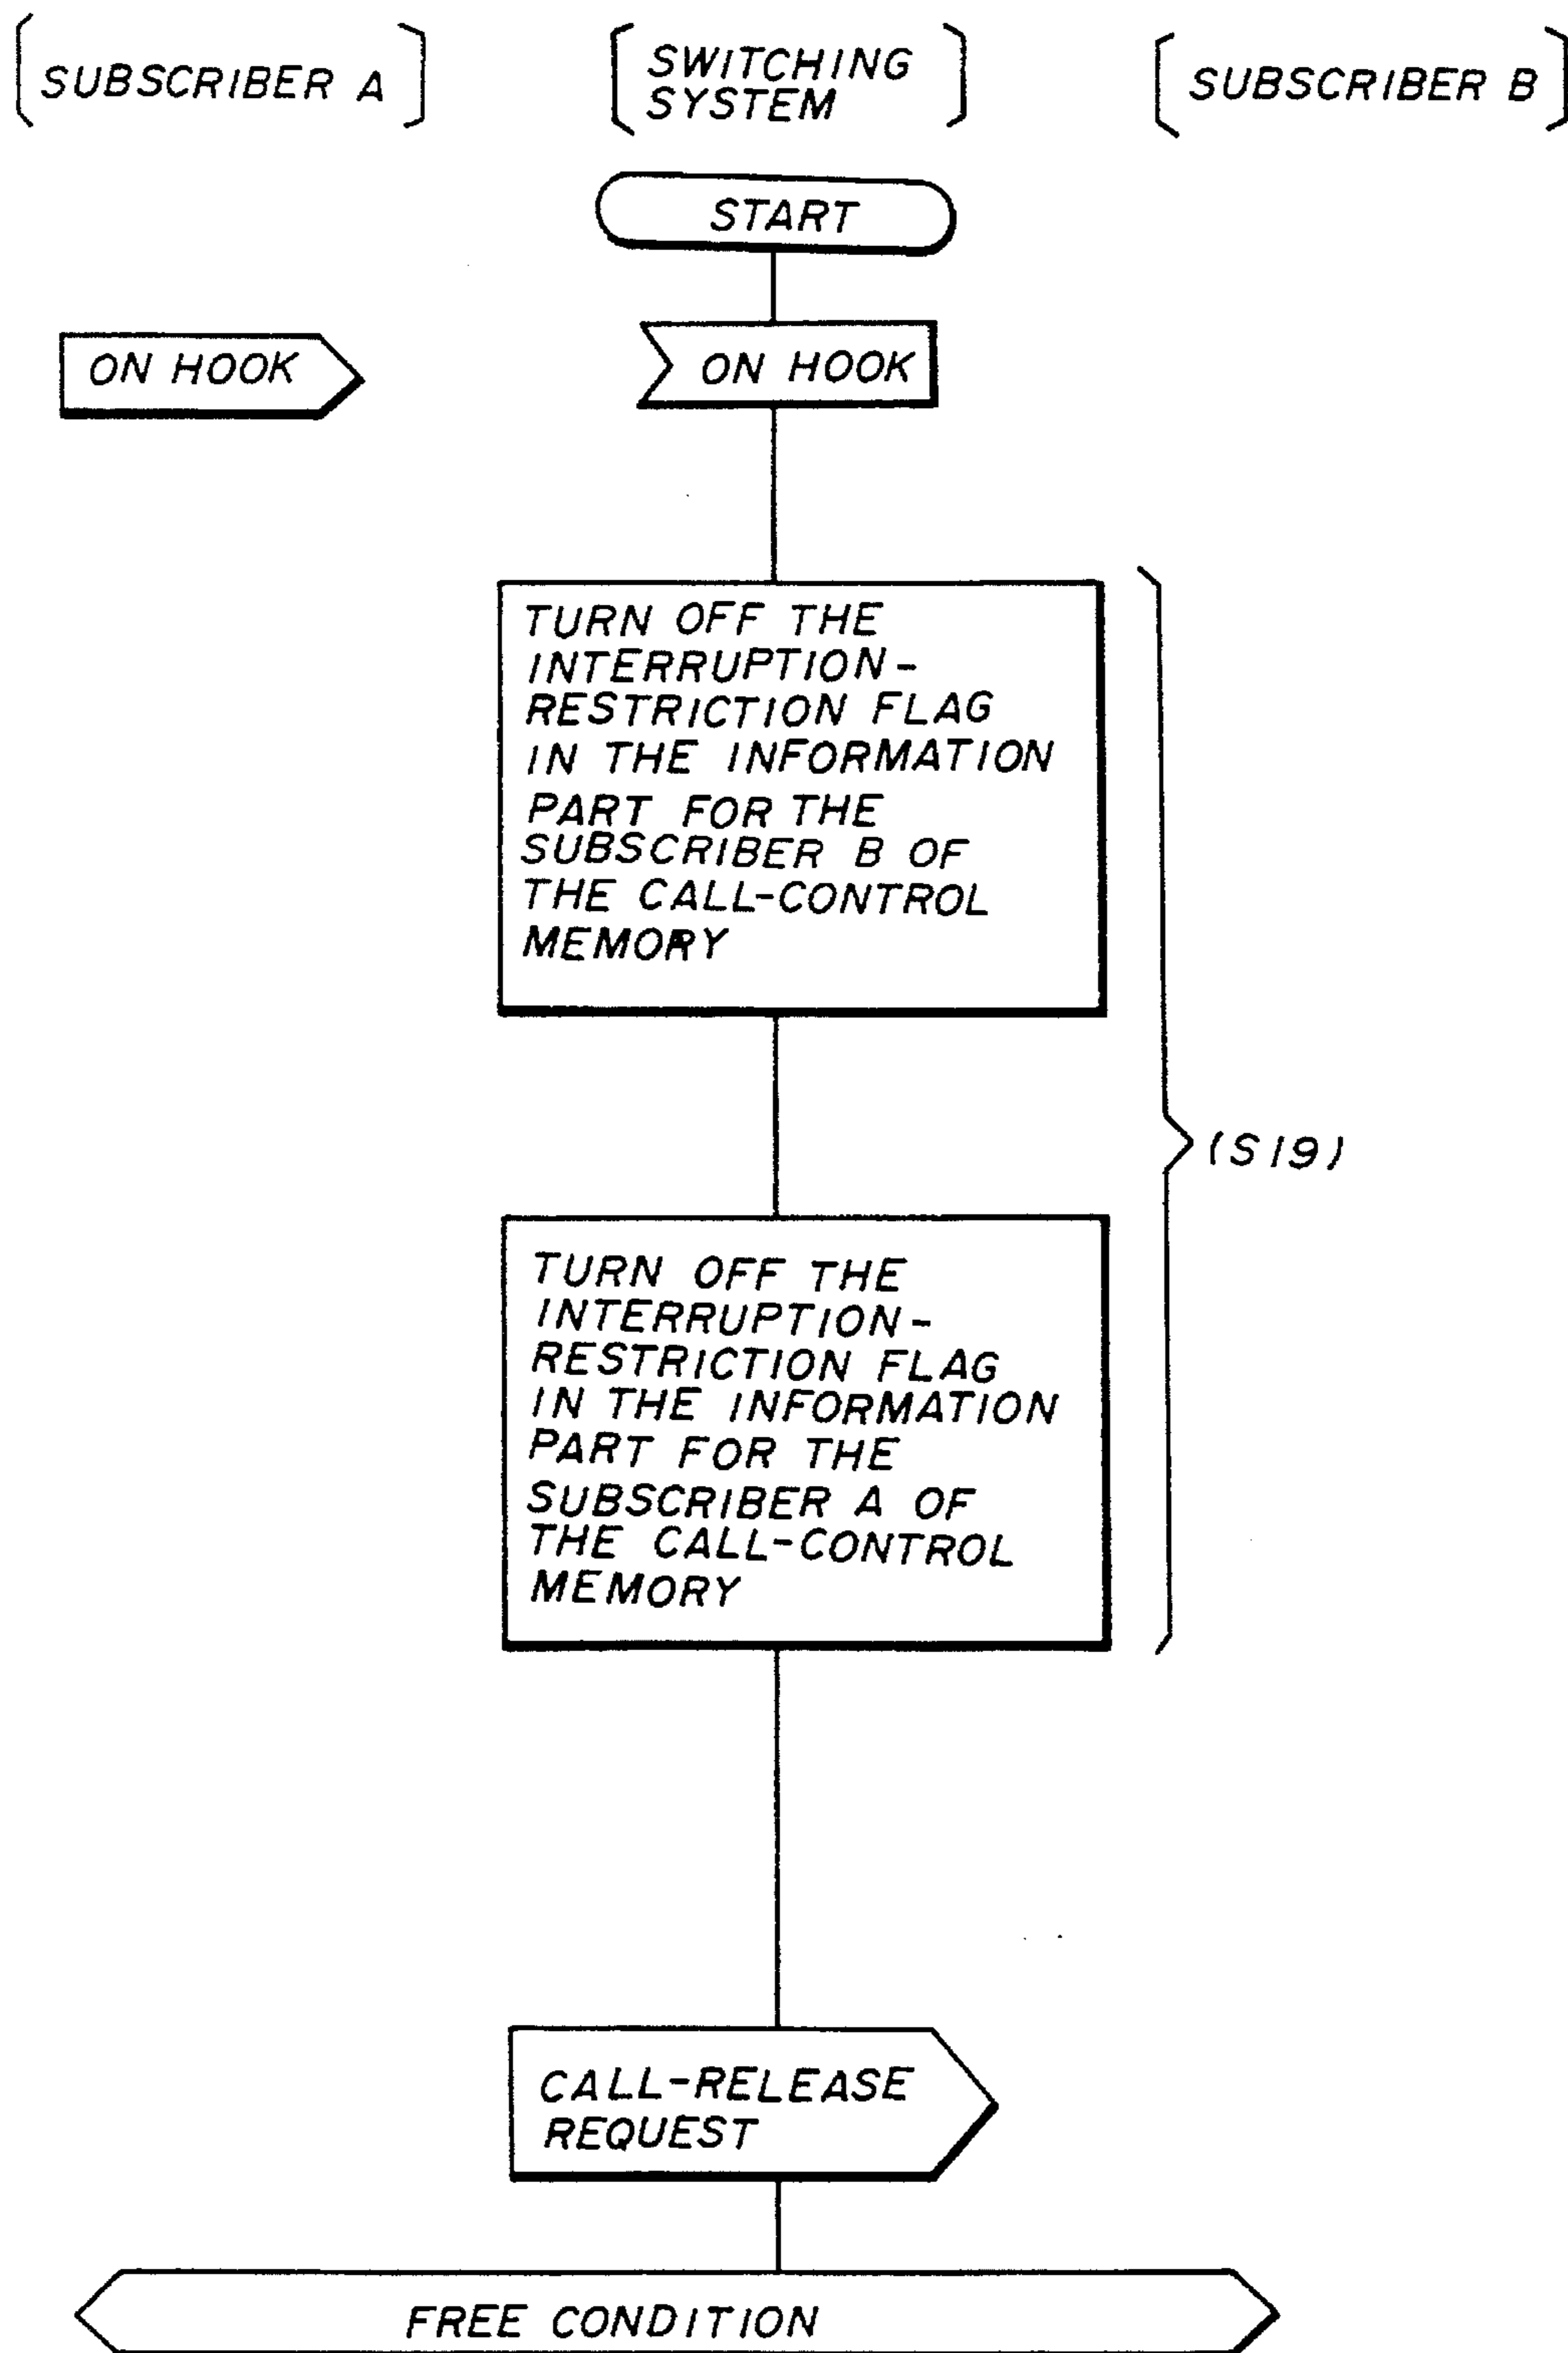 SUBSCRIBER A
SWITCHING
SYSTEM
SUBSCRIBER B
START
ON HOOK
ON HOOK
TURN OFF THE
INTERRUPTION-
RESTRICTION FLAG
IN THE INFORMATION
PART FOR THE
SUBSCRIBER B OF
THE CALL-CONTROL
MEMORY
(S19)
TURN OFF THE
INTERRUPTION-
RESTRICTION FLAG
IN THE INFORMATION
PART FOR THE
SUBSCRIBER A OF
THE CALL-CONTROL
MEMORY
CALL-RELEASE
REQUEST
FREE CONDITION